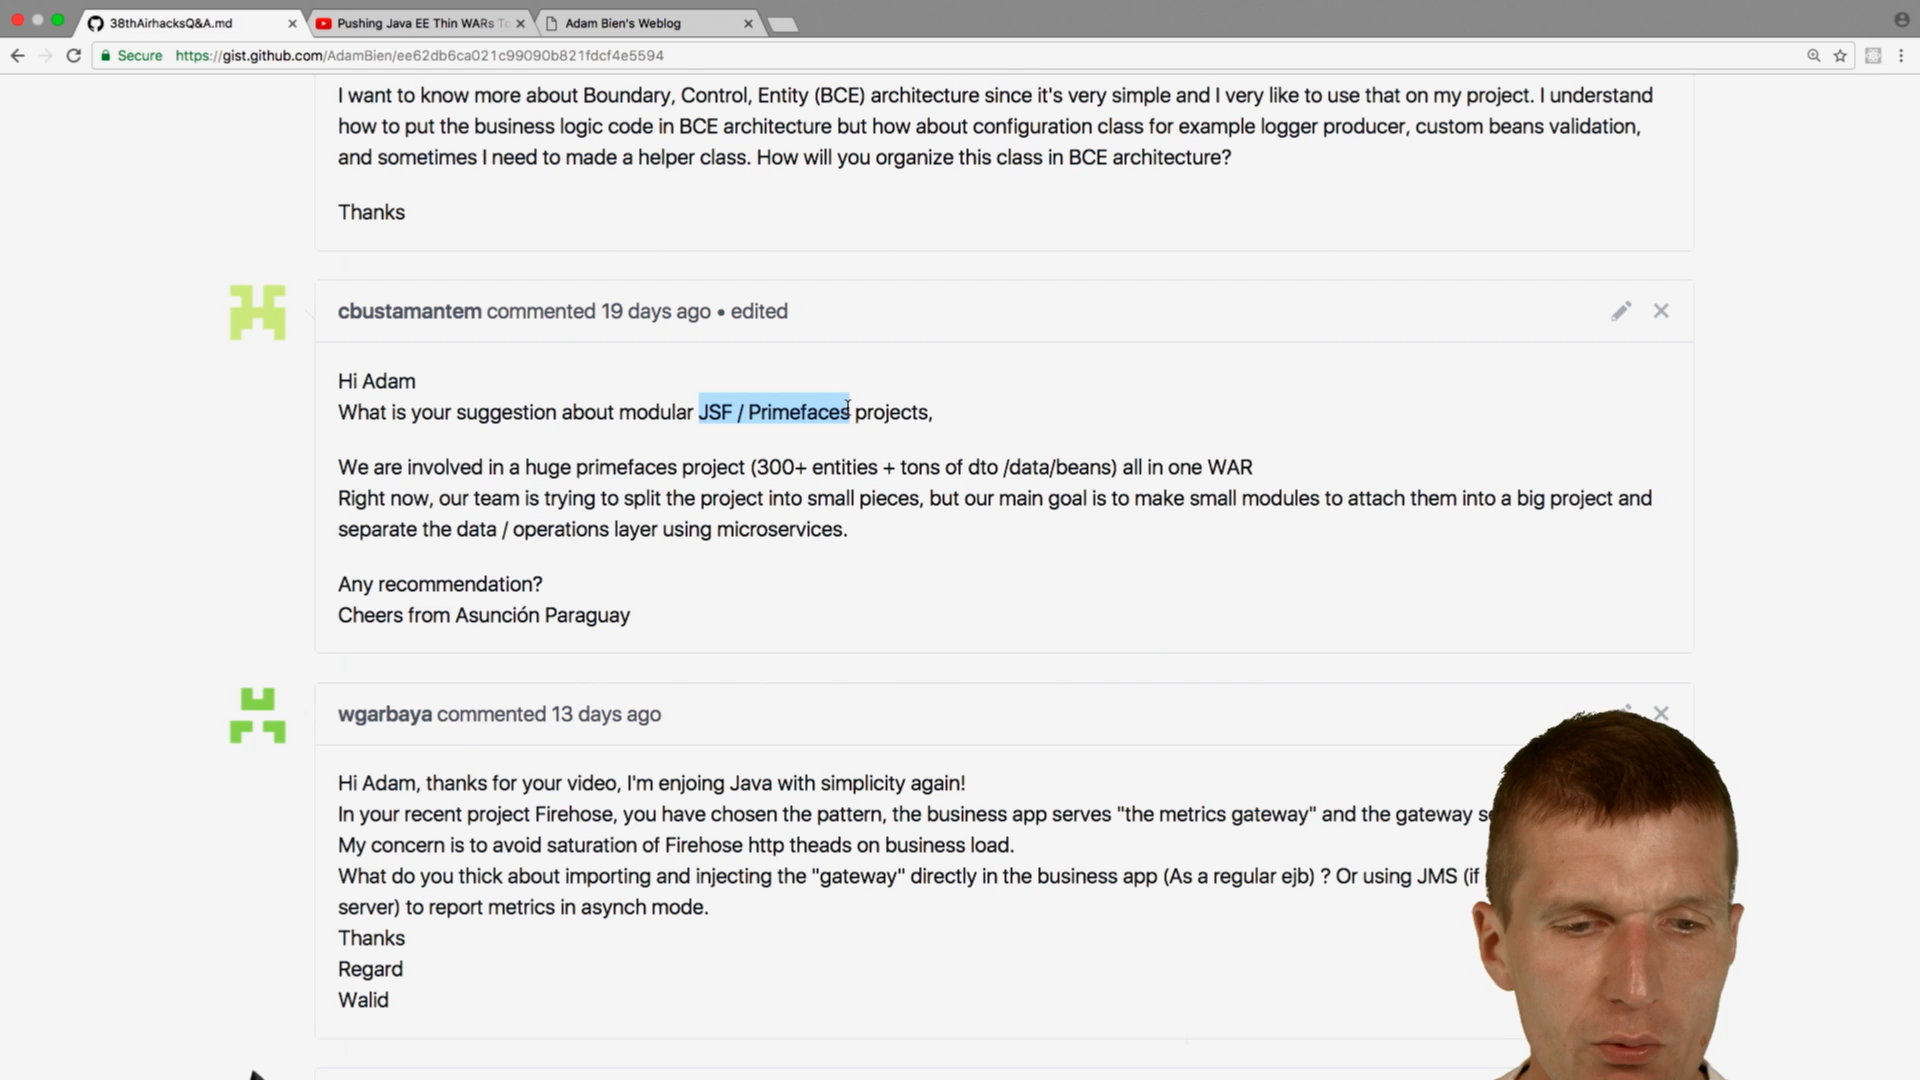 38thAirhacksQ&A.md
Pushing Java EE Thin WARs To
Adam Bien's Weblog
Secure https://gist.github.com/AdamBien/ee62db6ca021c99090b821fdcf4e5594
I want to know more about Boundary, Control, Entity (BCE) architecture since it's very simple and I very like to use that on my project. I understand
how to put the business logic code in BCE architecture but how about configuration class for example logger producer, custom beans validation,
and sometimes I need to made a helper class. How will you organize this class in BCE architecture?
Thanks
cbustamantem commented 19 days ago • edited
Hi Adam
What is your suggestion about modular JSF / Primefaces projects,
We are involved in a huge primefaces project (300+ entities + tons of dto /data/beans) all in one WAR
Right now, our team is trying to split the project into small pieces, but our main goal is to make small modules to attach them into a big project and
separate the data / operations layer using microservices.
Any recommendation?
Cheers from Asunción Paraguay
wgarbaya commented 13 days ago
Hi Adam, thanks for your video, I'm enjoing Java with simplicity again!
In your recent project Firehose, you have chosen the pattern, the business app serves "the metrics gateway" and the gateway
My concern is to avoid saturation of Firehose http theads on business load.
What do you thick about importing and injecting the "gateway" directly in the business app (As a regular ejb) ? Or using JMS (if
server) to report metrics in asynch mode.
Thanks
Regard
Walid